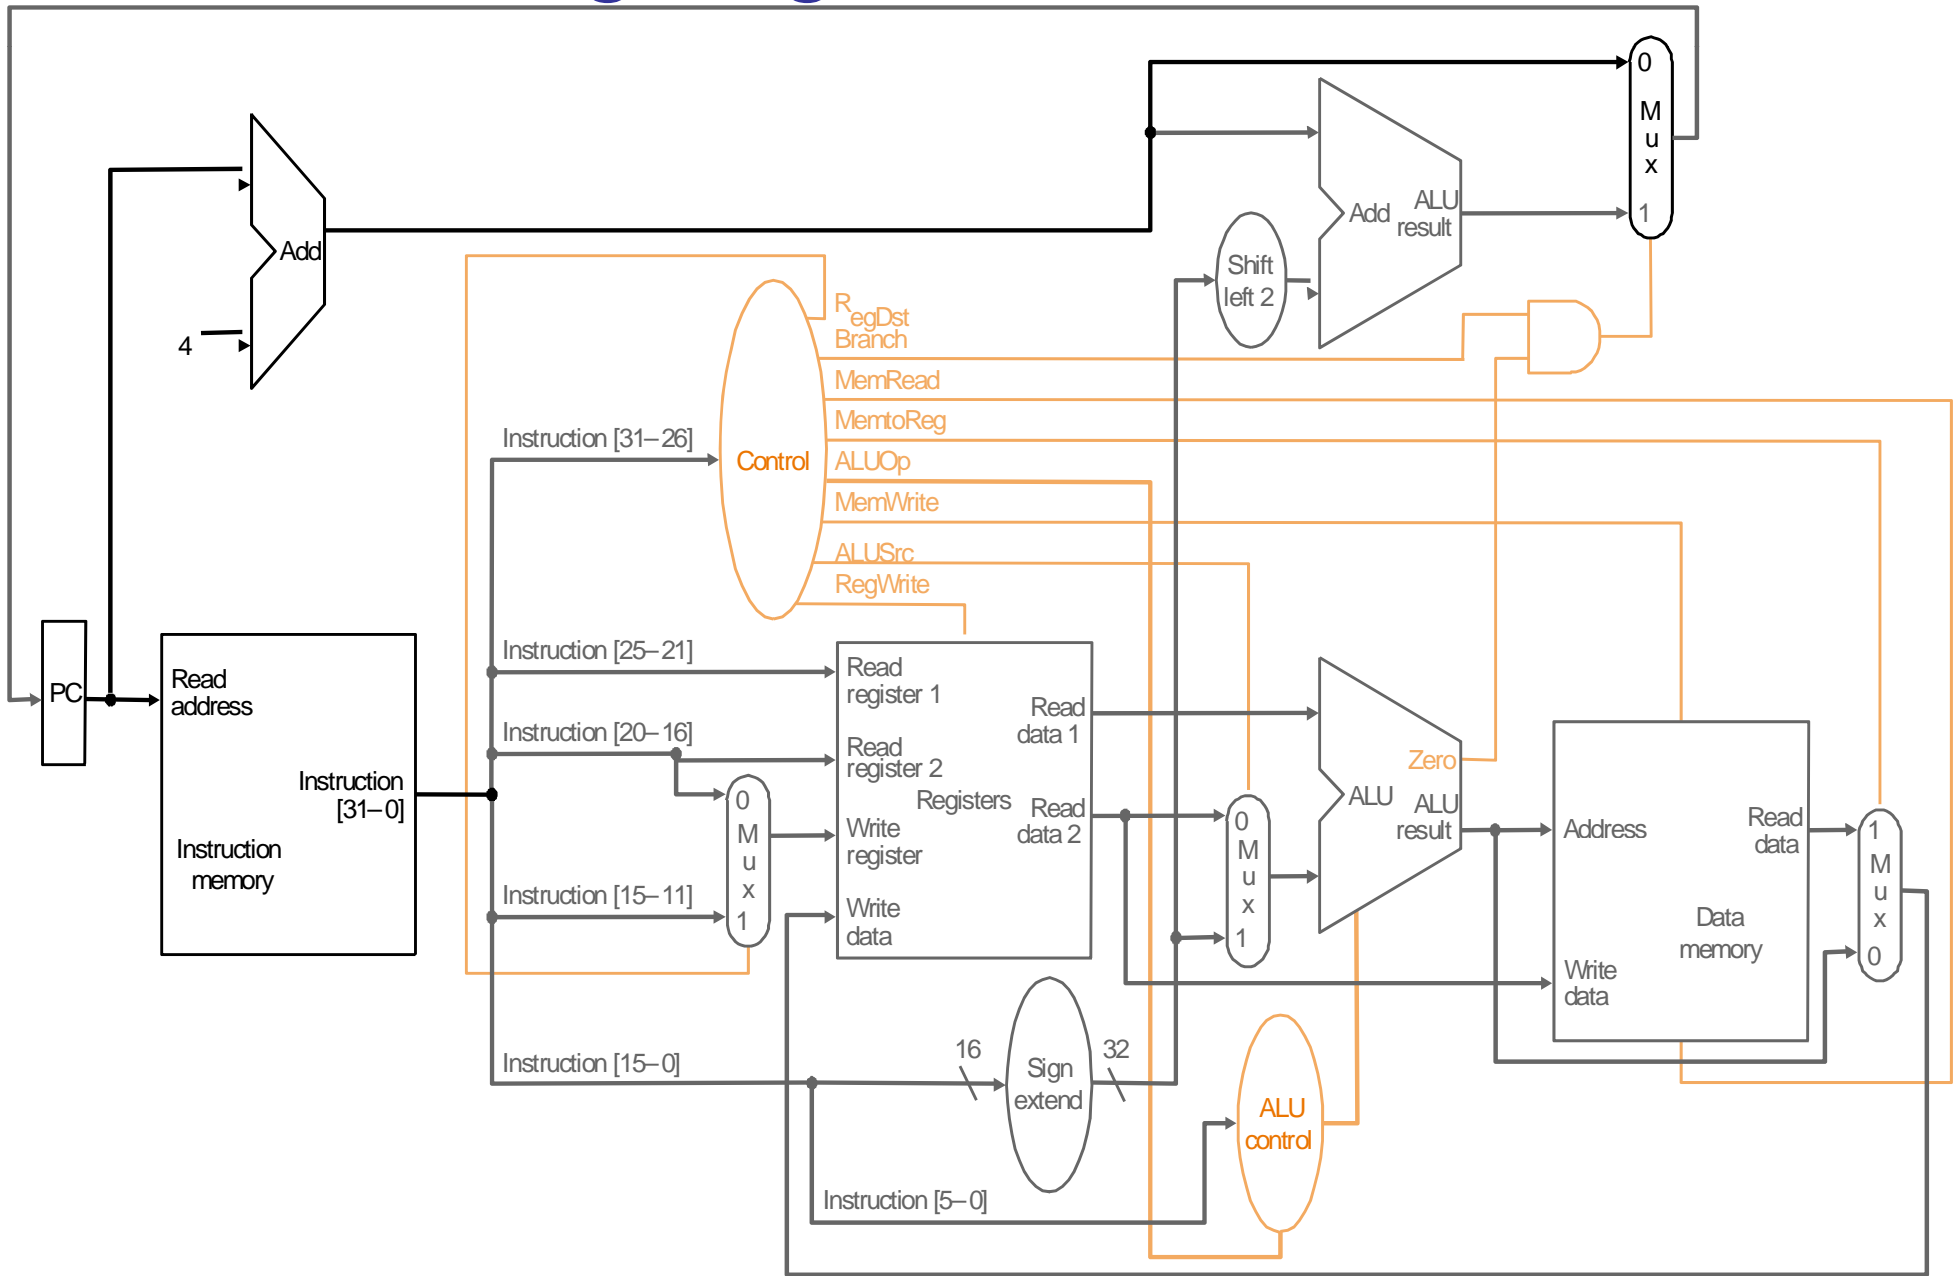 0
M
u
x
1
Add
ALU
result
Shift
left 2
Add
4
R
egDst
Branch
MemRead
MemtoReg
ALUOp
MemWrite
ALUSrc
RegWrite
Control
Instruction [31–26]
Instruction [25–21]
Instruction [20–16]
Instruction [15–11]
Instruction [15–0]
Instruction [5–0]
PC
Read
address
Instruction
[31–0]
Instruction
memory
0
M
u
x
1
Read
register 1
Read
register 2
Write
register
Write
data
Registers
Read
data 1
Read
data 2
0
M
u
x
1
Zero
ALU
ALU
result
Address
Read
data
Data
memory
Write
data
1
M
u
x
0
16
Sign
extend
32
ALU
control